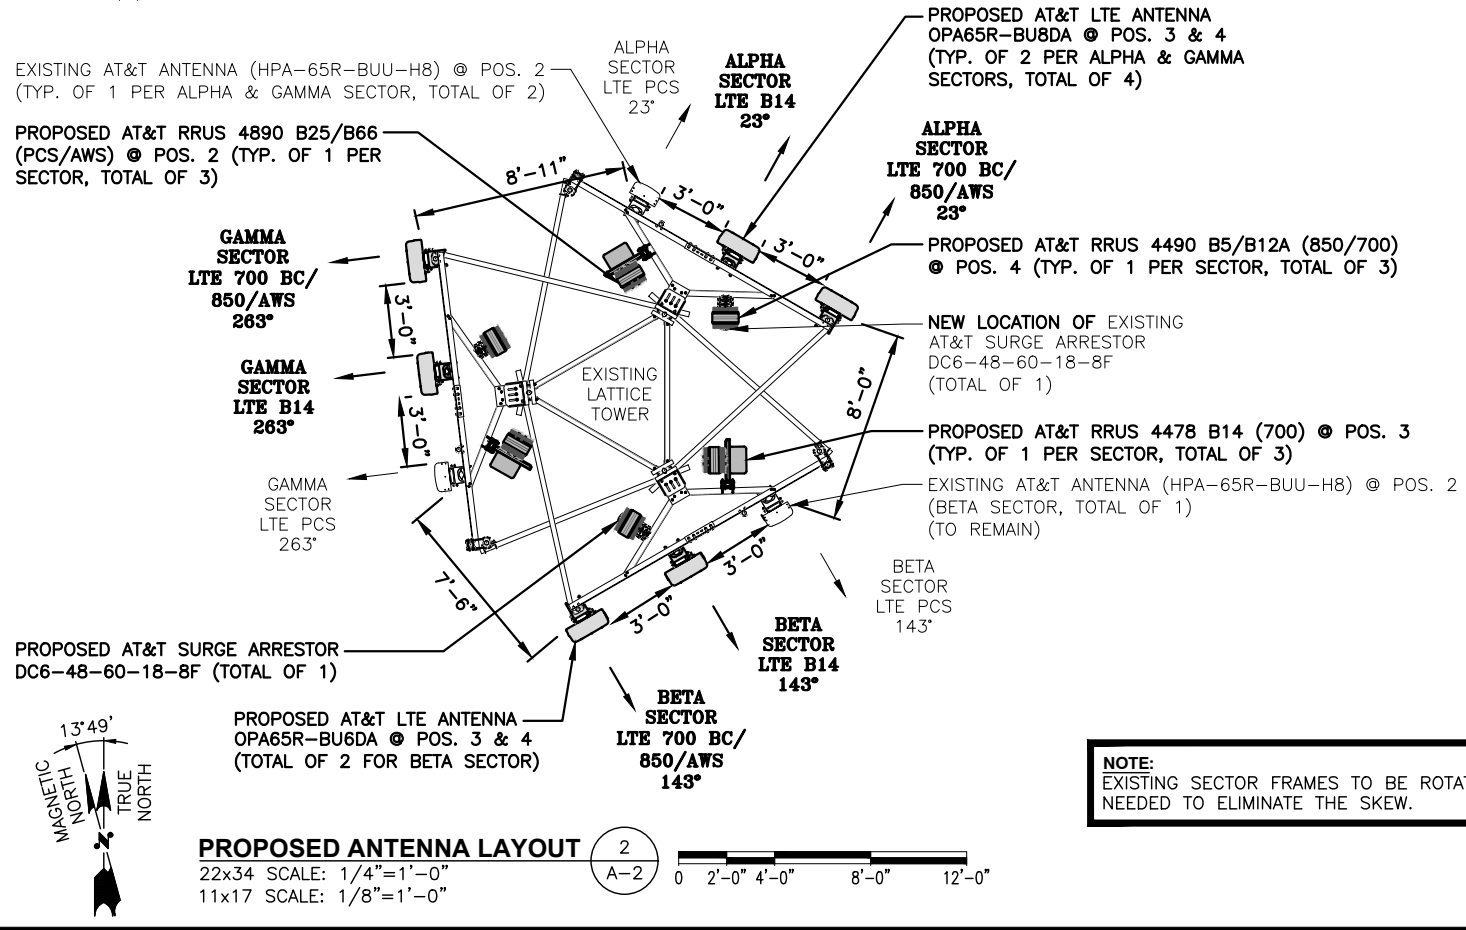 EXISTING AT&T ANTENNA (HPA-65R-BUU-H8) @ POS. 2
(TYP. OF 1 PER ALPHA & GAMMA SECTOR, TOTAL OF 2)
PROPOSED AT&T RRUS 4890 B25/B66
(PCS/AWS) @ POS. 2 (TYP. OF 1 PER
SECTOR, TOTAL OF 3)
ALPHA
SECTOR
LTE PCS
23°
ALPHA
SECTOR
LTE B14
23°
PROPOSED AT&T LTE ANTENNA
OPA65R-BU8DA @ POS. 3 & 4
(TYP. OF 2 PER ALPHA & GAMMA
SECTORS, TOTAL OF 4)
ALPHA
SECTOR
LTE 700 BC/
850/AWS
23°
8'-11"
3'-0"
3'-0"
PROPOSED AT&T RRUS 4490 B5/B12A (850/700)
@ POS. 4 (TYP. OF 1 PER SECTOR, TOTAL OF 3)
NEW LOCATION OF EXISTING
AT&T SURGE ARRESTOR
DC6-48-60-18-8F
(TOTAL OF 1)
GAMMA
SECTOR
LTE 700 BC/
850/AWS
263°
GAMMA
SECTOR
LTE B14
263°
GAMMA
SECTOR
LTE PCS
263°
3'-0"
3'-0"
EXISTING
LATTICE
TOWER
8'-0"
PROPOSED AT&T RRUS 4478 B14 (700) @ POS. 3
(TYP. OF 1 PER SECTOR, TOTAL OF 3)
EXISTING AT&T ANTENNA (HPA-65R-BUU-H8) @ POS. 2
(BETA SECTOR, TOTAL OF 1)
(TO REMAIN)
7'-6"
3'-0"
3'-0"
BETA
SECTOR
LTE PCS
143°
BETA
SECTOR
LTE B14
143°
BETA
SECTOR
LTE 700 BC/
850/AWS
143°
PROPOSED AT&T SURGE ARRESTOR
DC6-48-60-18-8F (TOTAL OF 1)
PROPOSED AT&T LTE ANTENNA
OPA65R-BU6DA @ POS. 3 & 4
(TOTAL OF 2 FOR BETA SECTOR)
13°49'
MAGNETIC
NORTH
TRUE
NORTH
N
NOTE:
EXISTING SECTOR FRAMES TO BE ROTAT
NEEDED TO ELIMINATE THE SKEW.
PROPOSED ANTENNA LAYOUT
22x34 SCALE: 1/4"=1'-0"
11x17 SCALE: 1/8"=1'-0"
2
A-2
0 2'-0" 4'-0" 8'-0" 12'-0"